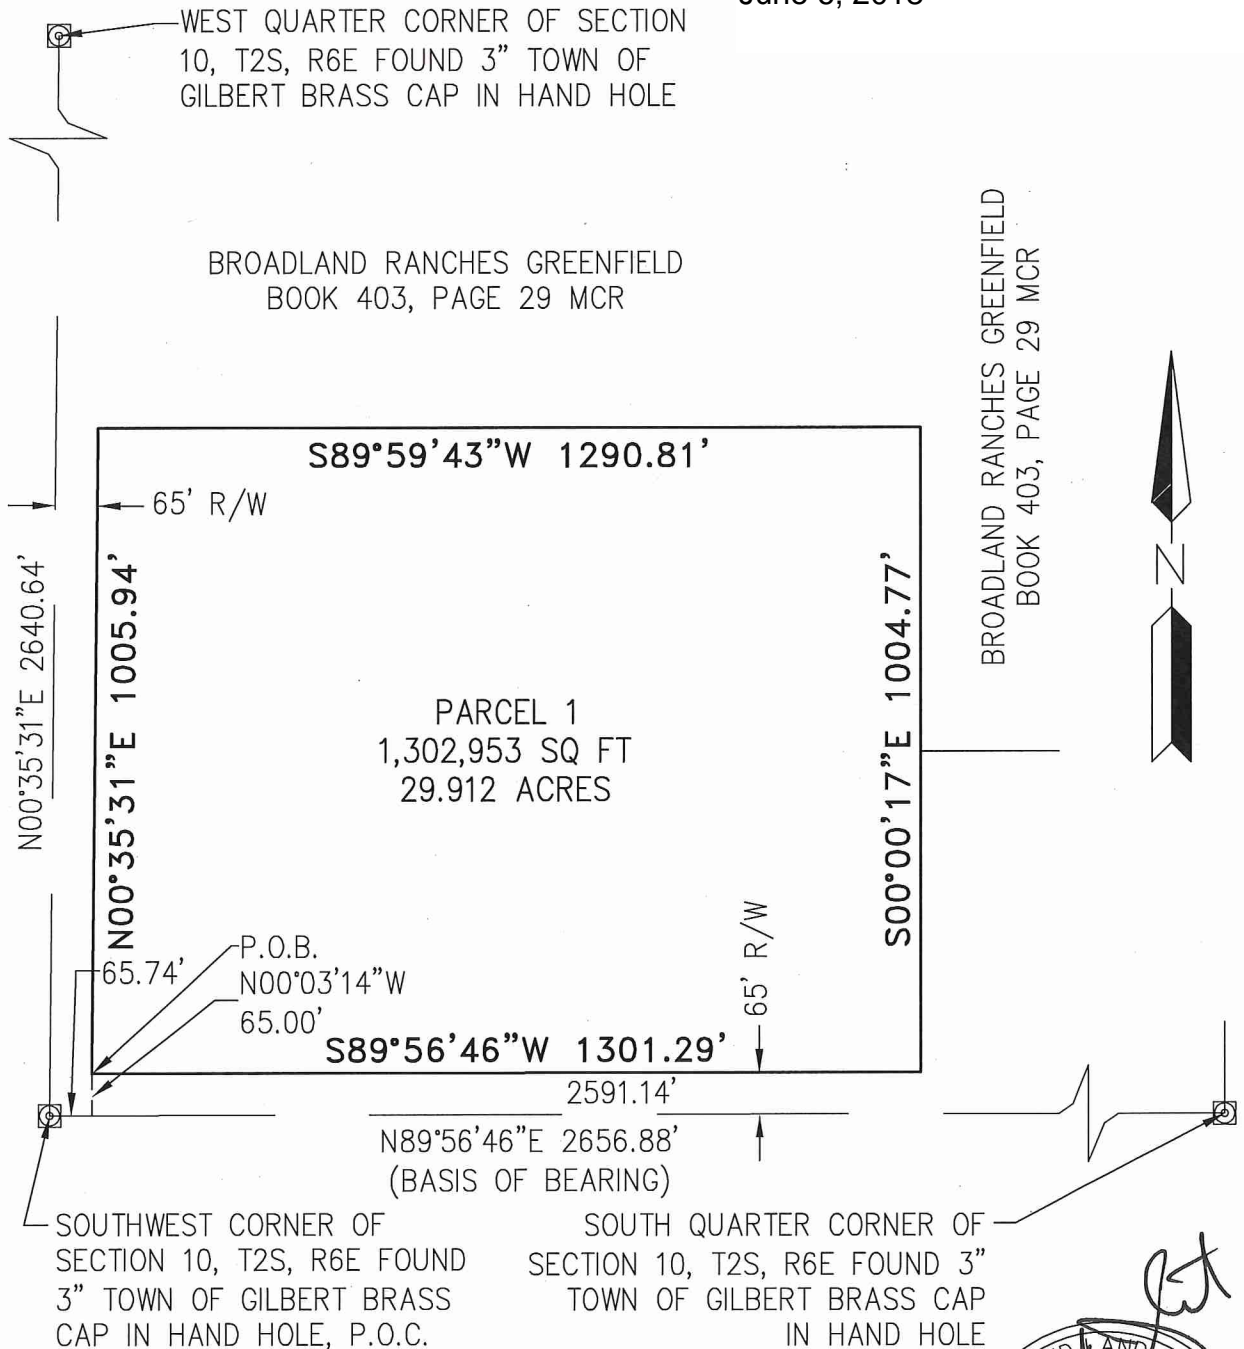 WEST QUARTER CORNER OF SECTION
10, T2S, R6E FOUND 3" TOWN OF
GILBERT BRASS CAP IN HAND HOLE
BROADLAND RANCHES GREENFIELD
BOOK 403, PAGE 29 MCR
BROADLAND RANCHES GREENFIELD
BOOK 403, PAGE 29 MCR
S89°59'43"W 1290.81'
65' R/W
N00°35'31"E 2640.64'
N00°35'31"E 1005.94'
S00°00'17"E 1004.77'
N
PARCEL 1
1,302,953 SQ FT
29.912 ACRES
65.74'
P.O.B.
N00°03'14"W
65.00'
65' R/W
S89°56'46"W 1301.29'
2591.14'
N89°56'46"E 2656.88'
(BASIS OF BEARING)
SOUTHWEST CORNER OF
SECTION 10, T2S, R6E FOUND
3" TOWN OF GILBERT BRASS
CAP IN HAND HOLE, P.O.C.
SOUTH QUARTER CORNER OF
SECTION 10, T2S, R6E FOUND 3"
TOWN OF GILBERT BRASS CAP
IN HAND HOLE